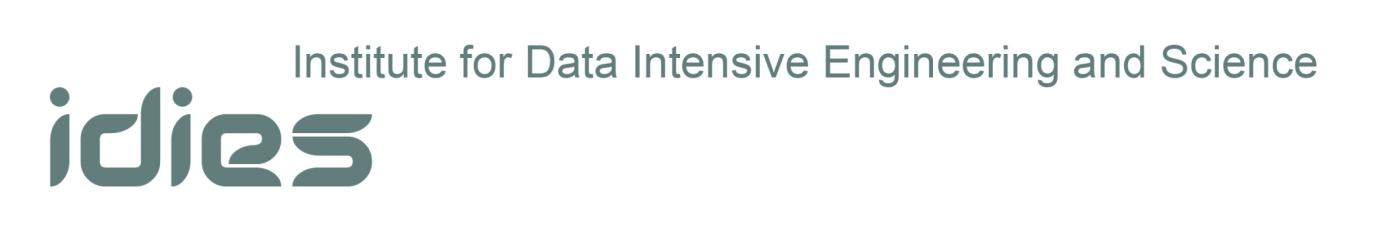 Institute for Data Intensive Engineering and Science
idies